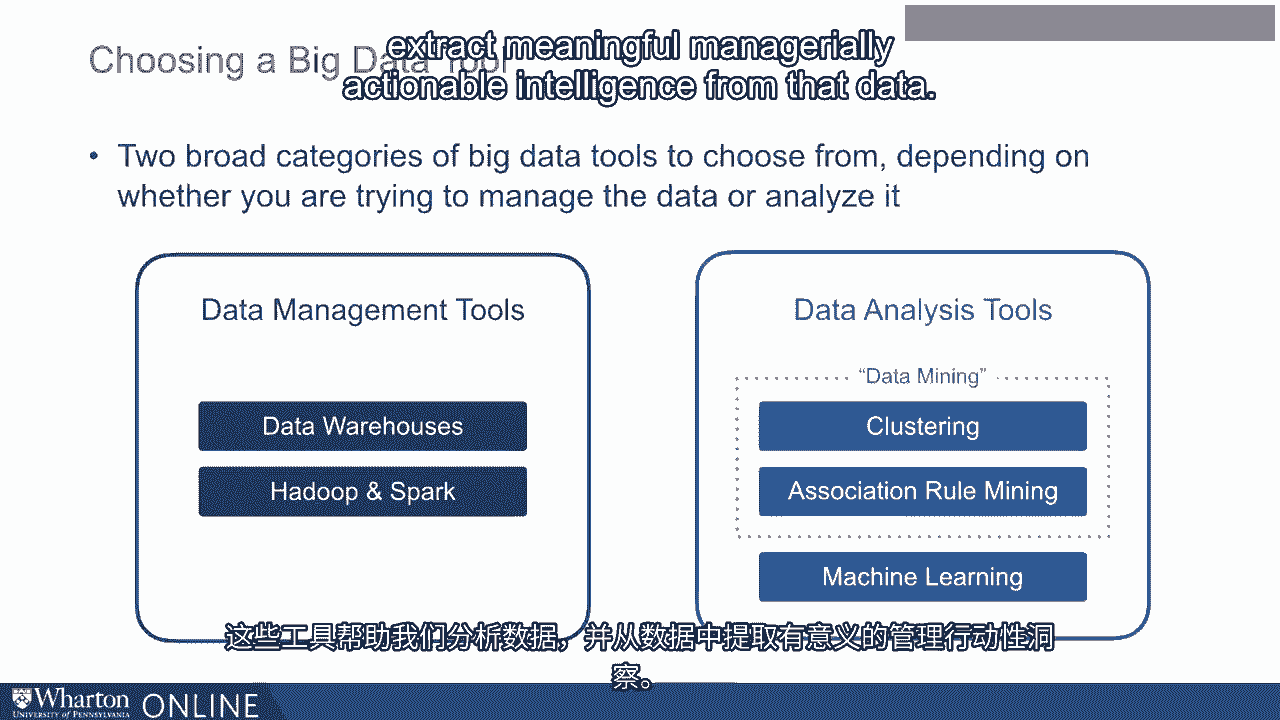 Choosing a Big Data Tool
extract meaningful managerially
actionable intelligence from that data.
• Two broad categories of big data tools to choose from, depending on
whether you are trying to manage the data or analyze it
Data Management Tools
Data Warehouses
Hadoop & Spark
Data Analysis Tools
“Data Mining”
Clustering
Association Rule Mining
Machine Learning
这些工具帮助我们分析数据，并从数据中提取有意义的管理行动性洞
察。
Wharton
UNIVERSITY of PENNSYLVANIA
ONLINE